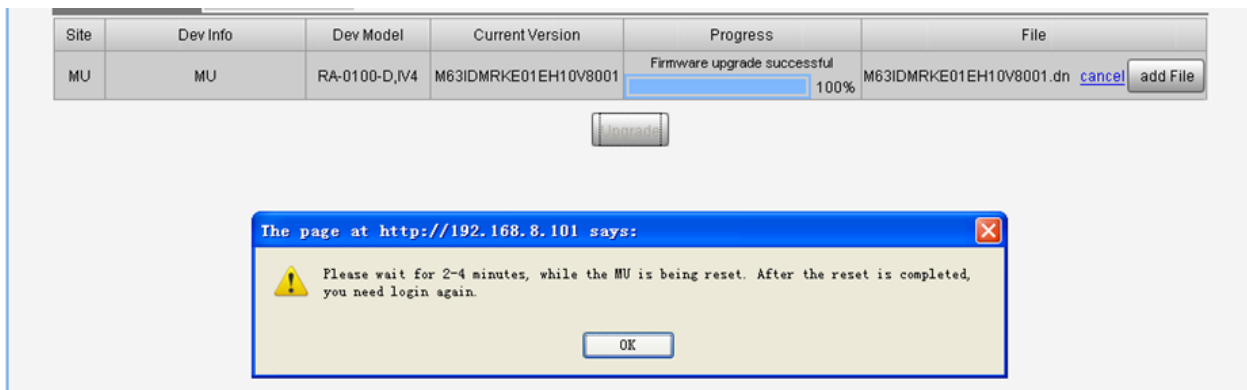 Site Dev Info Dev Model Current Version Progress File
MU MU RA-0100-D,IV4 M63IDMRKE01EH10V8001 Firmware upgrade successful 100% M63IDMRKE01EH10V8001.dn cancel add File
Upgrade
The page at http://192.168.8.101 says:
Please wait for 2-4 minutes, while the MU is being reset. After the reset is completed,
you need login again.
OK